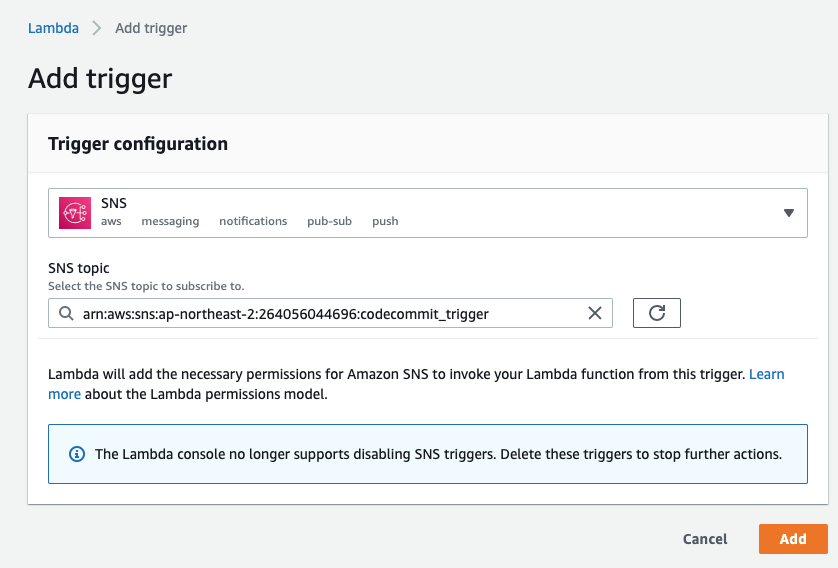 Lambda > Add trigger
Add trigger
Trigger configuration
SNS
aws messaging notifications pub-sub push
SNS topic
Select the SNS topic to subscribe to.
arn:aws:sns:ap-northeast-2:264056044696:codecommit_trigger
Lambda will add the necessary permissions for Amazon SNS to invoke your Lambda function from this trigger. Learn
more about the Lambda permissions model.
The Lambda console no longer supports disabling SNS triggers. Delete these triggers to stop further actions.
Cancel Add